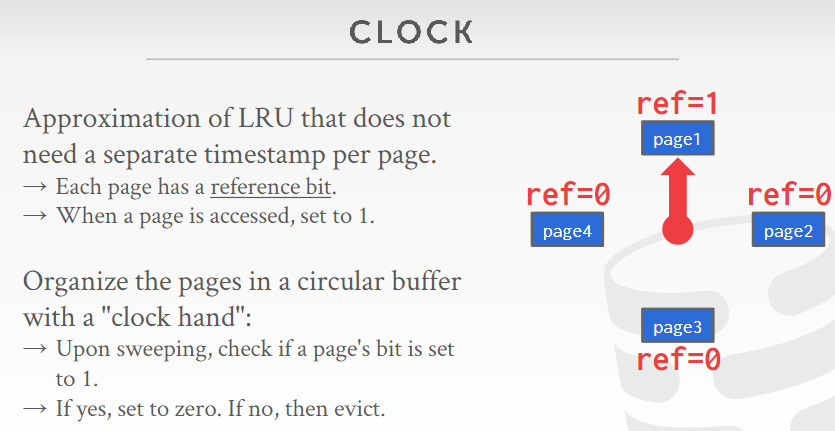 CLOCK
Approximation of LRU that does not
need a separate timestamp per page.
→ Each page has a reference bit.
→ When a page is accessed, set to 1.
Organize the pages in a circular buffer
with a "clock hand":
→ Upon sweeping, check if a page's bit is set
to 1.
→ If yes, set to zero. If no, then evict.
ref=1
page1
ref=0
page4
ref=0
page2
page3
ref=0